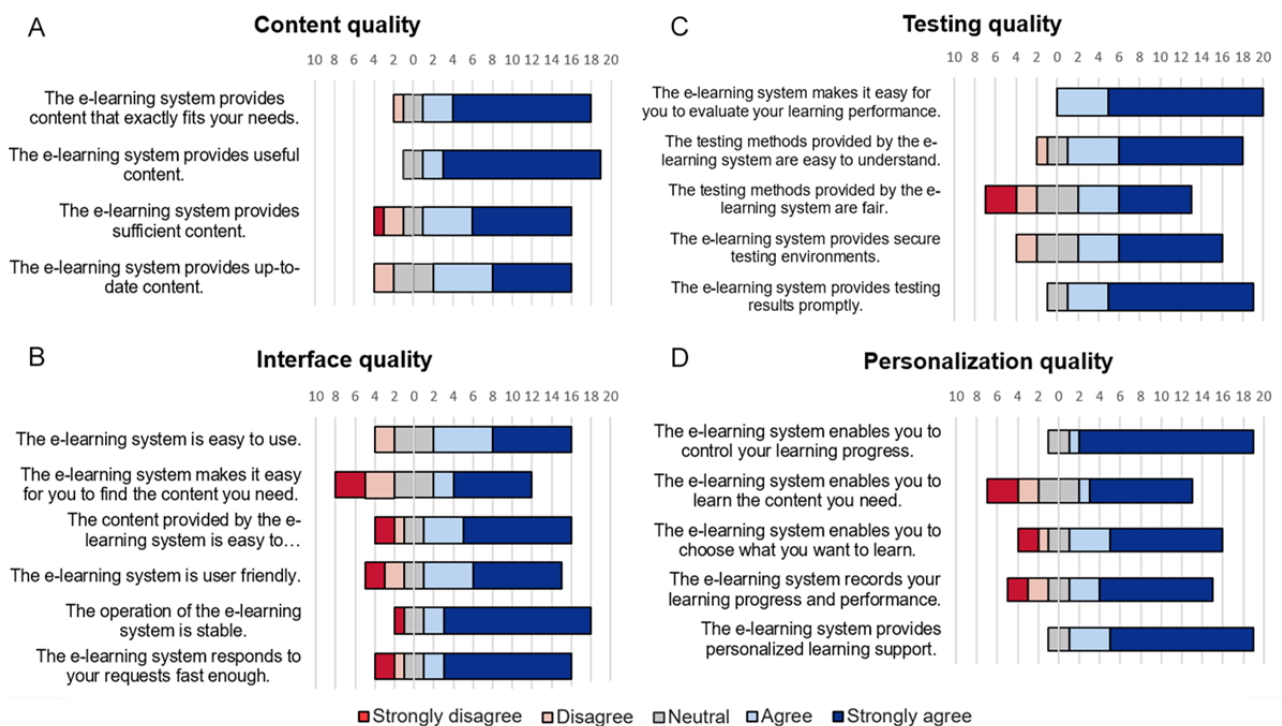 A
Content quality
10 8 6 4 2 0 2 4 6 8 10 12 14 16 18 20
The e-learning system provides
content that exactly fits your needs.
The e-learning system provides useful
content.
The e-learning system provides
sufficient content.
The e-learning system provides up-to-
date content.
B
Interface quality
10 8 6 4 2 0 2 4 6 8 10 12 14 16 18 20
The e-learning system is easy to use.
The e-learning system makes it easy
for you to find the content you need.
The content provided by the e-
learning system is easy to…
The e-learning system is user friendly.
The operation of the e-learning
system is stable.
The e-learning system responds to
your requests fast enough.
C
Testing quality
10 8 6 4 2 0 2 4 6 8 10 12 14 16 18 20
The e-learning system makes it easy for
you to evaluate your learning performance.
The testing methods provided by the e-
learning system are easy to understand.
The testing methods provided by the e-
learning system are fair.
The e-learning system provides secure
testing environments.
The e-learning system provides testing
results promptly.
D
Personalization quality
10 8 6 4 2 0 2 4 6 8 10 12 14 16 18 20
The e-learning system enables you to
control your learning progress.
The e-learning system enables you to
learn the content you need.
The e-learning system enables you to
choose what you want to learn.
The e-learning system records your
learning progress and performance.
The e-learning system provides
personalized learning support.
Strongly disagree Disagree Neutral Agree Strongly agree